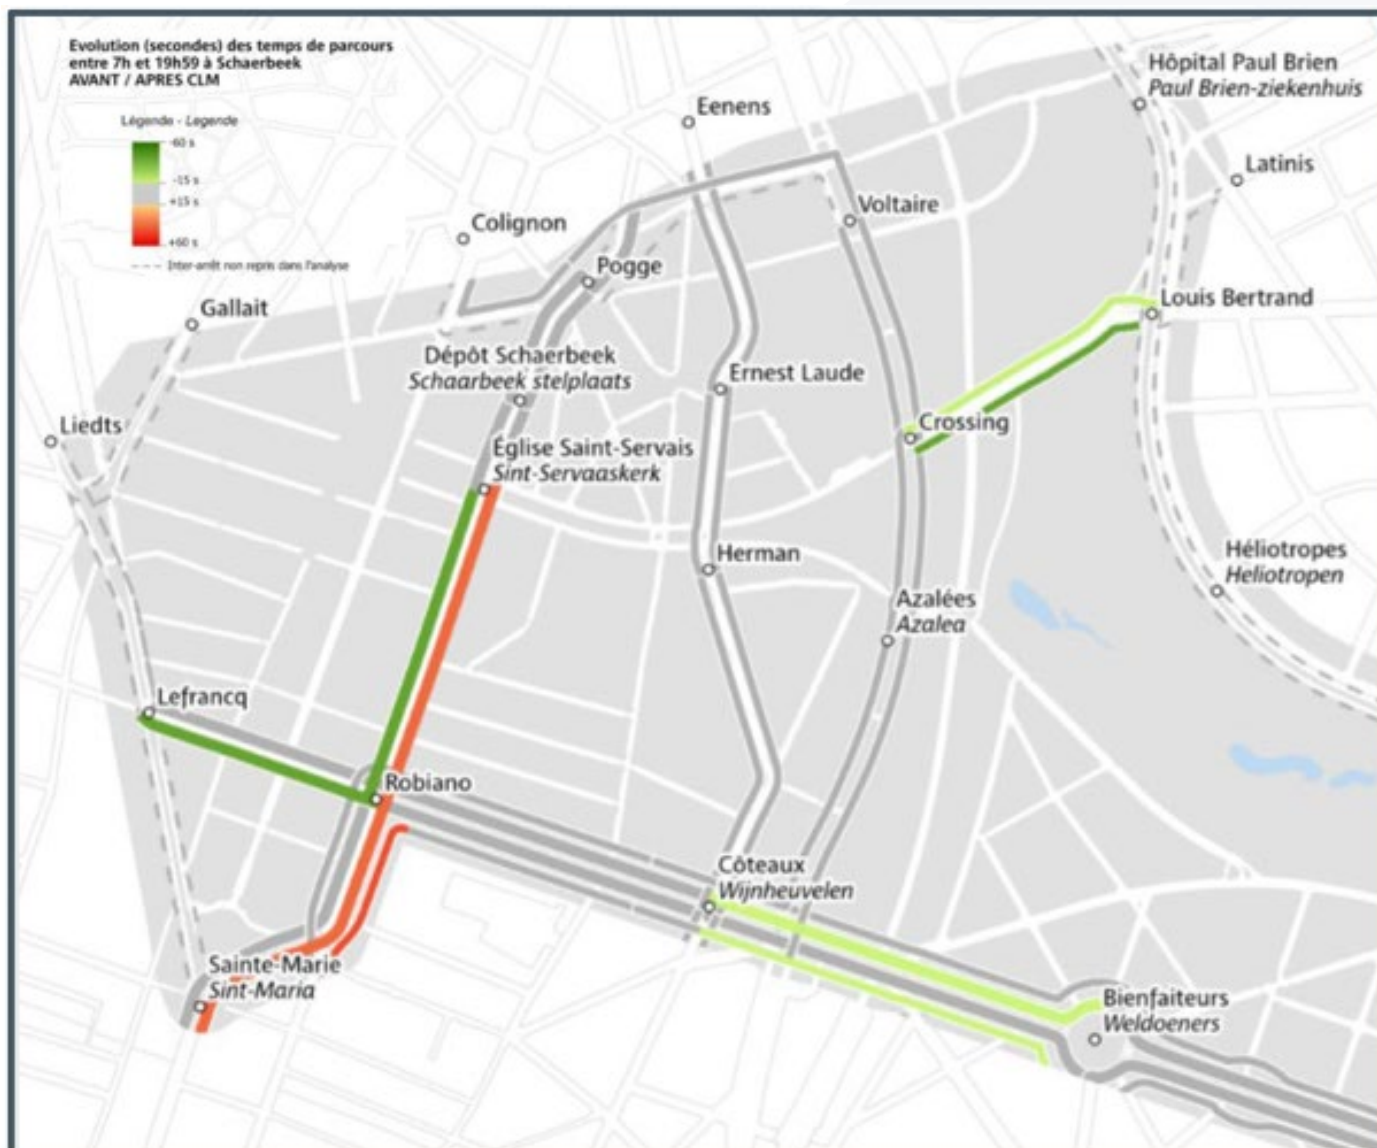 Evolution (secondes) des temps de parcours
entre 7h et 19h59 à Schaerbeek
AVANT / APRES CLM
Légende - Legende
-60 s
-15 s
+15 s
+60 s
Inter-arrêt non repris dans l'analyse
Hôpital Paul Brien
Paul Brien-ziekenhuis
Eenens
Latinis
Voltaire
Colignon
Pogge
Louis Bertrand
Gallait
Dépôt Schaerbeek
Schaarbeek stelplaats
Ernest Laude
Liedts
Crossing
Église Saint-Servais
Sint-Servaaskerk
Herman
Héliotropes
Heliotropen
Azalées
Azalea
Lefrancq
Robiano
Côteaux
Wijnheuvelen
Sainte-Marie
Sint-Maria
Bienfaiteurs
Weldoeners